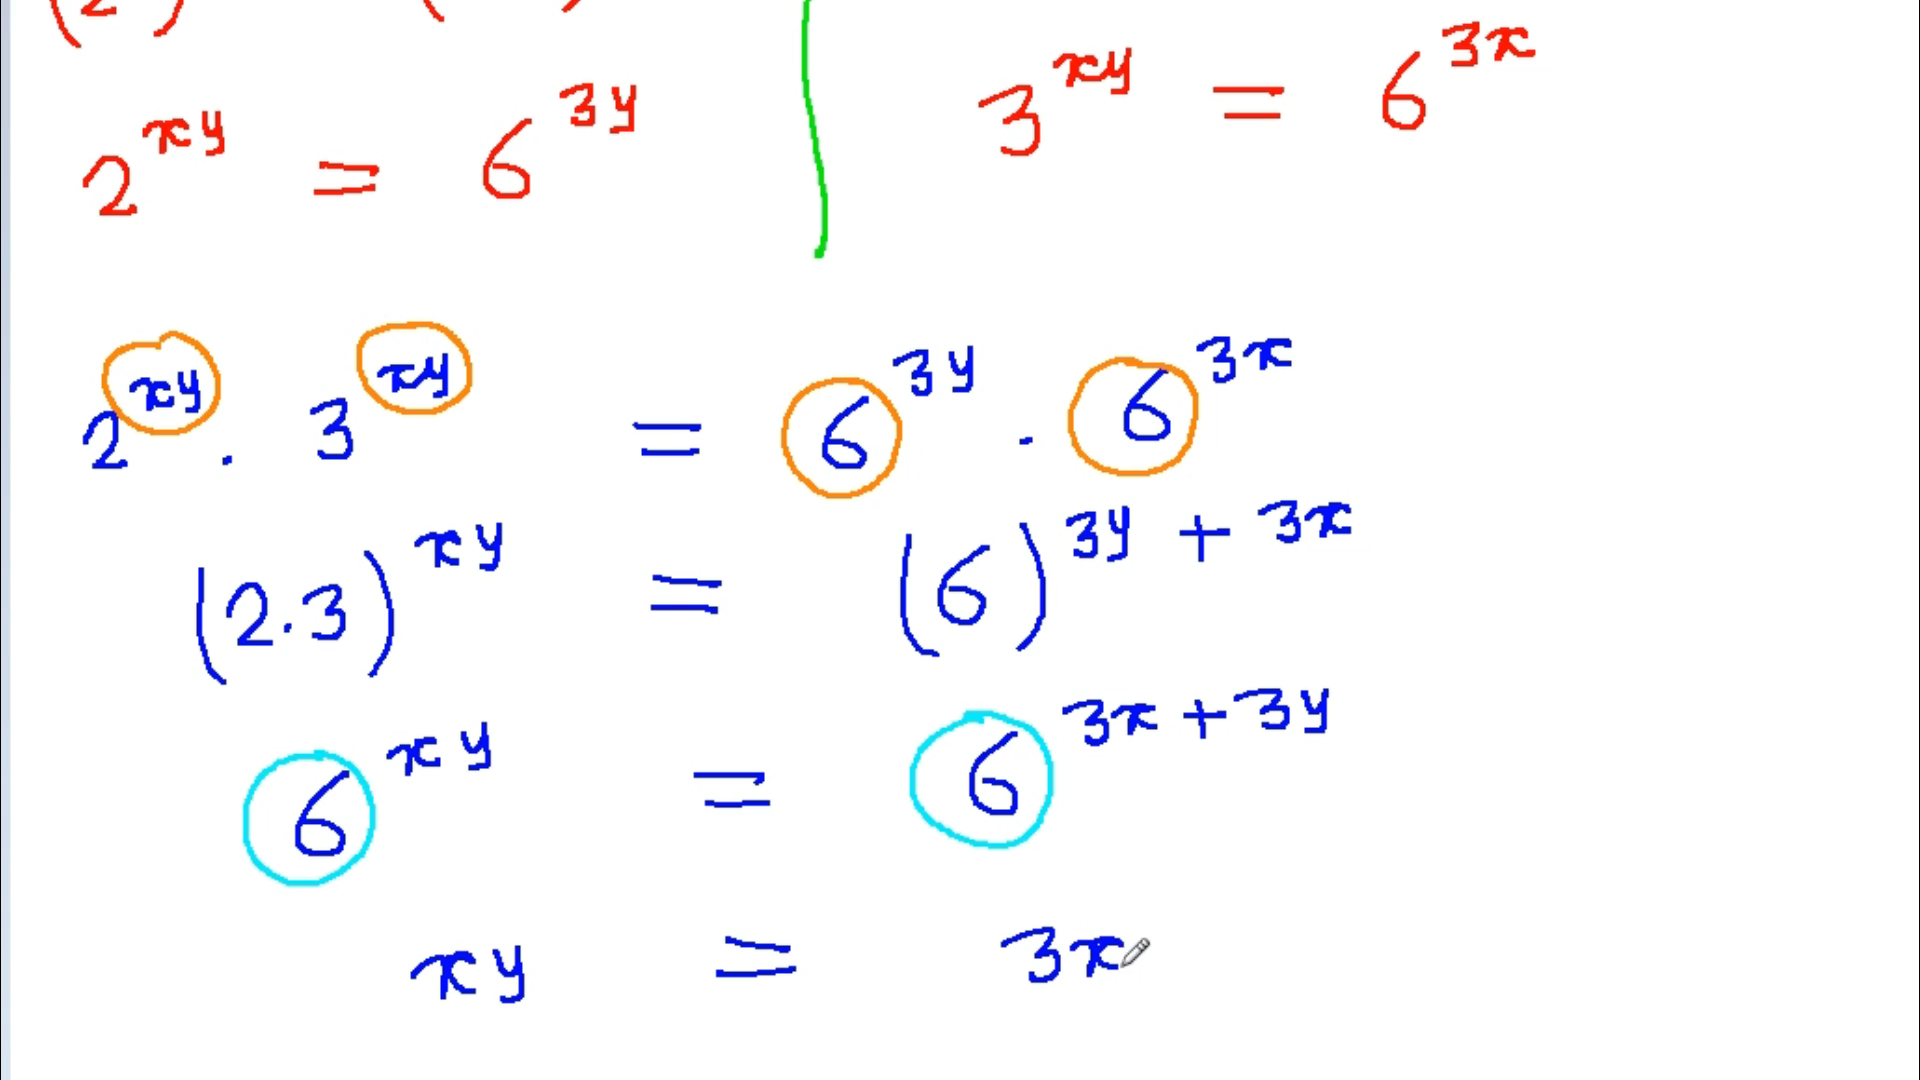 (2) (
2^{xy} = 6^{3y}
3^{xy} = 6^{3x}
2^{xy} . 3^{xy} = 6^{3y} . 6^{3x}
(2.3)^{xy} = (6)^{3y + 3x}
6^{xy} = 6^{3x + 3y}
xy = 3x